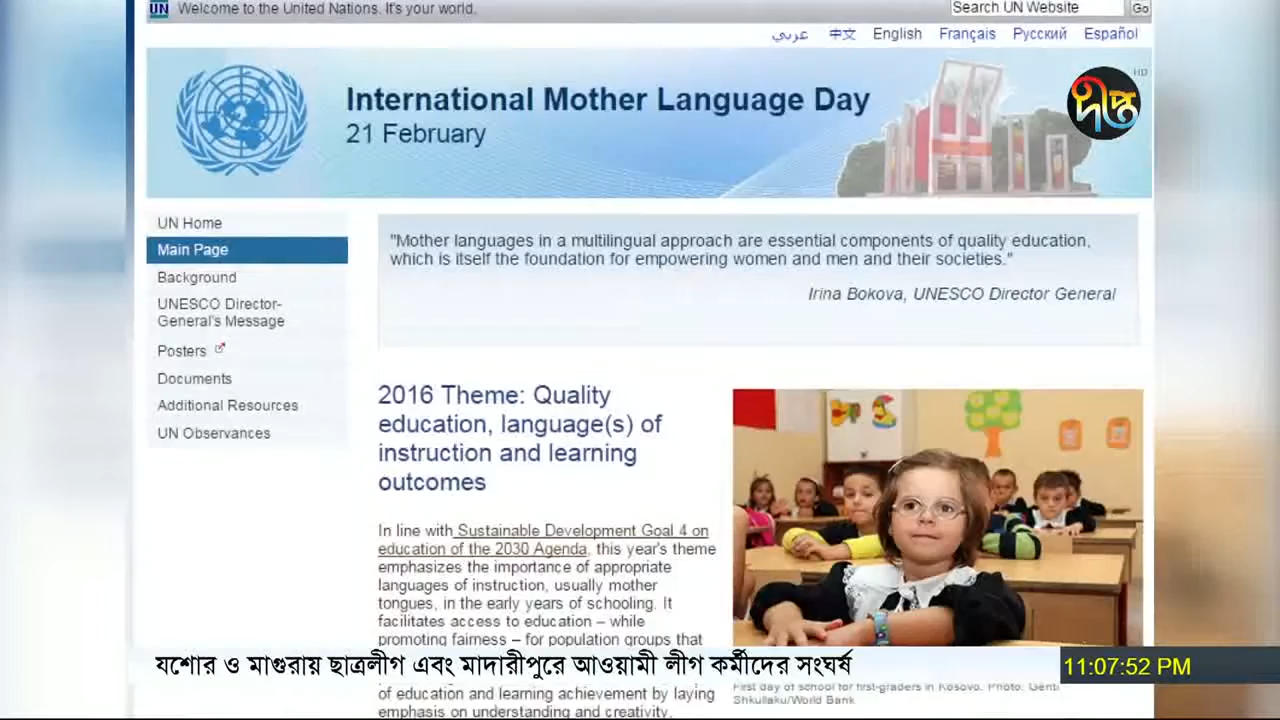 UN Welcome to the United Nations. It's your world.
Search UN Website Go
عربي 中文 English Français Русский Español
International Mother Language Day
21 February
দীপ্ত HD
UN Home
Main Page
Background
UNESCO Director-
General's Message
Posters
Documents
Additional Resources
UN Observances
"Mother languages in a multilingual approach are essential components of quality education,
which is itself the foundation for empowering women and men and their societies."
Irina Bokova, UNESCO Director General
2016 Theme: Quality
education, language(s) of
instruction and learning
outcomes
In line with Sustainable Development Goal 4 on
education of the 2030 Agenda, this year's theme
emphasizes the importance of appropriate
languages of instruction, usually mother
tongues, in the early years of schooling. It
facilitates access to education – while
promoting fairness – for population groups that
of education and learning achievement by laying
emphasis on understanding and creativity.
First day of school for first-graders in Kosovo. Photo: Genti
Shkullaku/World Bank
যশোর ও মাগুরায় ছাত্রলীগ এবং মাদারীপুরে আওয়ামী লীগ কর্মীদের সংঘর্ষ
11:07:52 PM